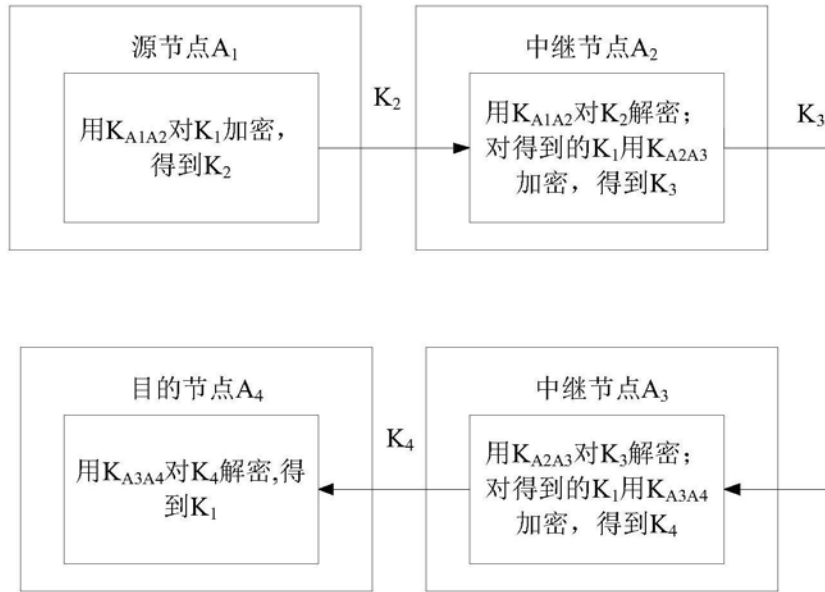 源节点A₁
用K_A1A2对K₁加密,
得到K₂
K₂
中继节点A₂
用K_A1A2对K₂解密;
对得到的K₁用K_A2A3
加密,得到K₃
K₃
中继节点A₃
用K_A2A3对K₃解密;
对得到的K₁用K_A3A4
加密,得到K₄
K₄
目的节点A₄
用K_A3A4对K₄解密,得
到K₁